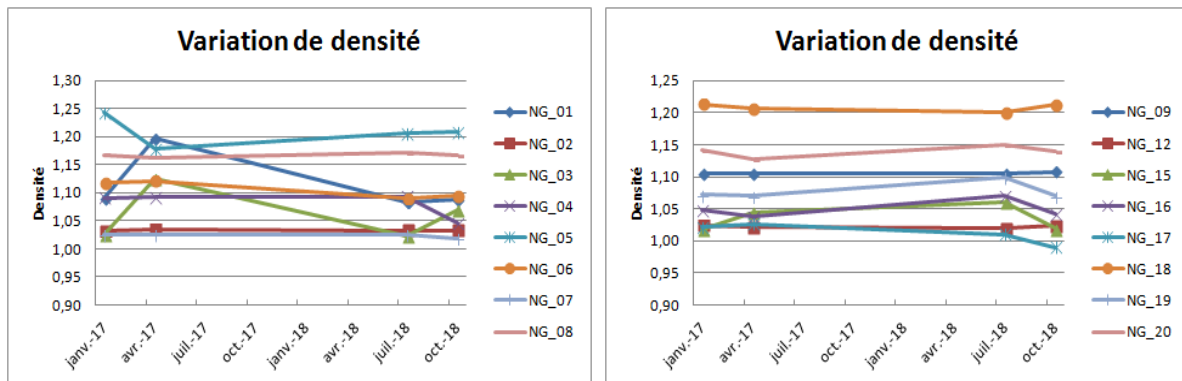 Variation de densité
1,30
1,25
1,20
1,15
1,10
1,05
1,00
0,95
0,90
Densité
janv.-17
avr.-17
juil.-17
oct.-17
janv.-18
avr.-18
juil.-18
oct.-18
NG_01
NG_02
NG_03
NG_04
NG_05
NG_06
NG_07
NG_08
Variation de densité
1,25
1,20
1,15
1,10
1,05
1,00
0,95
0,90
Densité
janv.-17
avr.-17
juil.-17
oct.-17
janv.-18
avr.-18
juil.-18
oct.-18
NG_09
NG_12
NG_15
NG_16
NG_17
NG_18
NG_19
NG_20